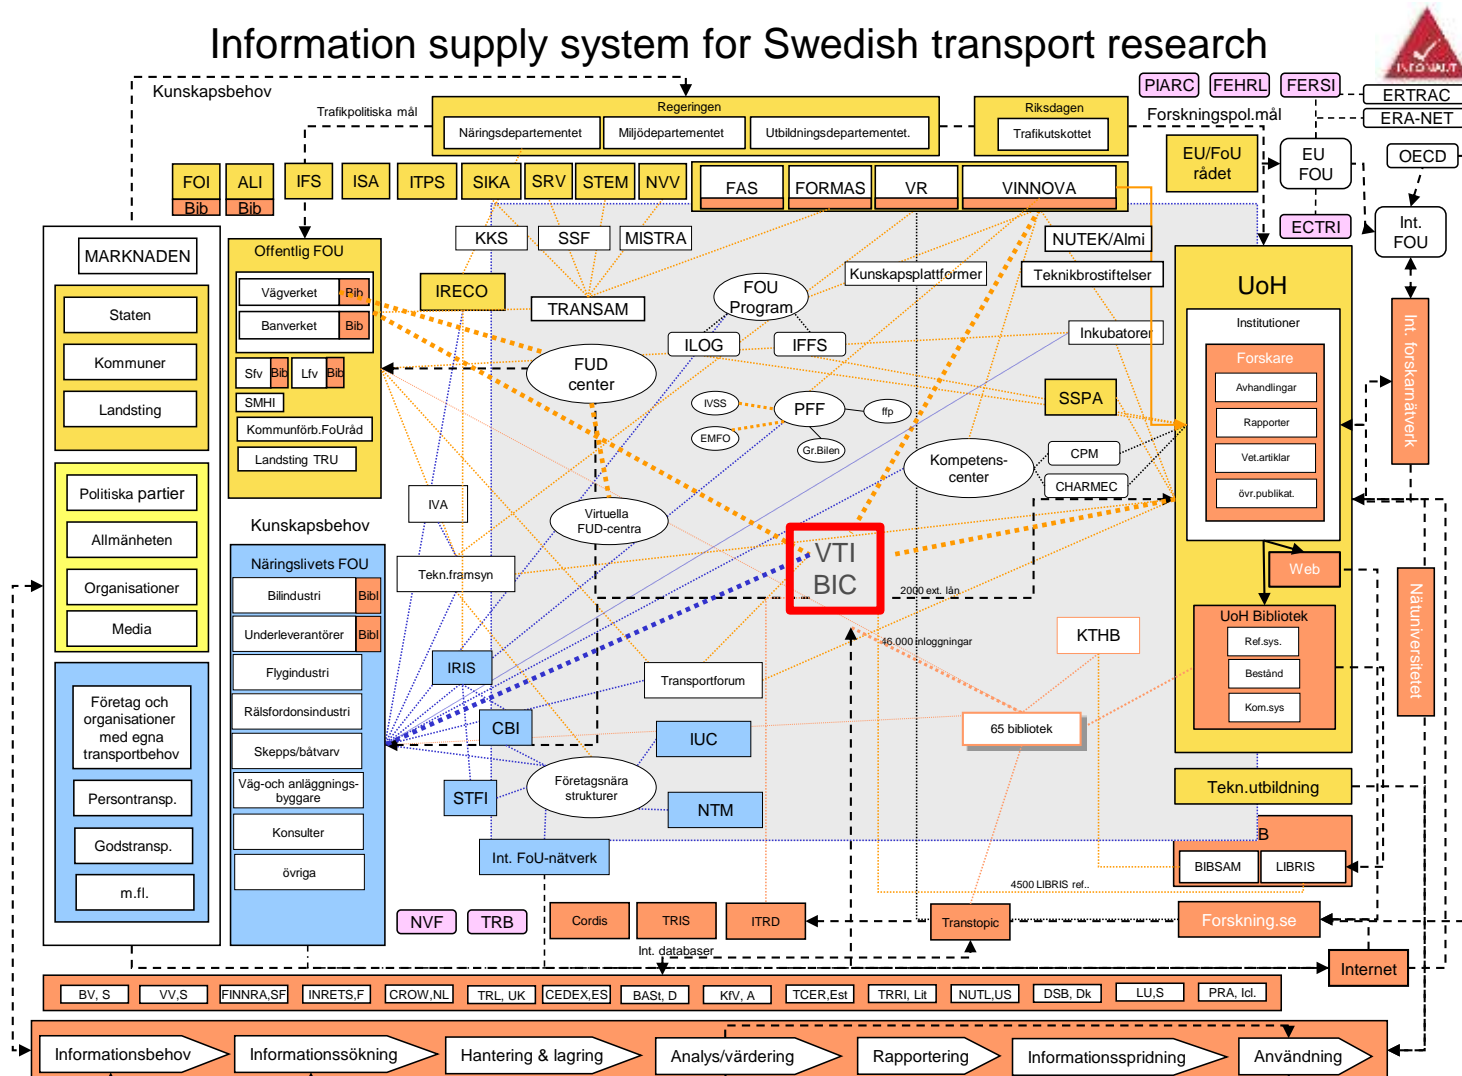 Information supply system for Swedish transport research
INFONAUT
Kunskapsbehov
Trafikpolitiska mål
Regeringen
Näringsdepartementet
Miljödepartementet
Utbildningsdepartementet.
Riksdagen
Trafikutskottet
Forskningspol.mål
PIARC
FEHRL
FERSI
ERTRAC
ERA-NET
EU/FoU
rådet
EU
FOU
OECD
Int.
FOU
ECTRI
FOI
Bib
ALI
Bib
IFS
ISA
ITPS
SIKA
SRV
STEM
NVV
FAS
FORMAS
VR
VINNOVA
MARKNADEN
Staten
Kommuner
Landsting
Politiska partier
Allmänheten
Organisationer
Media
Företag och
organisationer
med egna
transportbehov
Persontransp.
Godstransp.
m.fl.
Offentlig FOU
Vägverket
Bib
Banverket
Bib
Sfv
Bib
Lfv
Bib
SMHI
Kommunförb.FoUråd
Landsting TRU
Kunskapsbehov
Näringslivets FOU
Bilindustri
Bibl
Underleverantörer
Bibl
Flygindustri
Rälsfordonsindustri
Skepps/båtvarv
Väg-och anläggnings-
byggare
Konsulter
övriga
KKS
SSF
MISTRA
IRECO
TRANSAM
FOU
Program
Kunskapsplattformer
NUTEK/Almi
Teknikbrostiftelser
Inkubatorer
ILOG
IFFS
FUD
center
SSPA
IVSS
EMFO
PFF
ffp
Gr.Bilen
Kompetens-
center
CPM
CHARMEC
IVA
Virtuella
FUD-centra
Tekn.framsyn
VTI
BIC
2000 ext. lån
46.000 inloggningar
KTHB
IRIS
Transportforum
CBI
IUC
65 bibliotek
STFI
Företagsnära
strukturer
NTM
Int. FoU-nätverk
UoH
Institutioner
Forskare
Avhandlingar
Rapporter
Vet.artiklar
övr.publikat.
Web
UoH Bibliotek
Ref.sys.
Bestånd
Kom.sys
Int. forskarnätverk
Nätuniversitetet
Tekn.utbildning
B
BIBSAM
LIBRIS
4500 LIBRIS ref..
NVF
TRB
Cordis
TRIS
ITRD
Int. databaser
Transtopic
Forskning.se
Internet
BV, S
VV,S
FINNRA,SF
INRETS,F
CROW,NL
TRL, UK
CEDEX,ES
BASt, D
KfV, A
TCER,Est
TRRI, Lit
NUTL,US
DSB, Dk
LU,S
PRA, Icl.
Informationsbehov
Informationssökning
Hantering & lagring
Analys/värdering
Rapportering
Informationsspridning
Användning